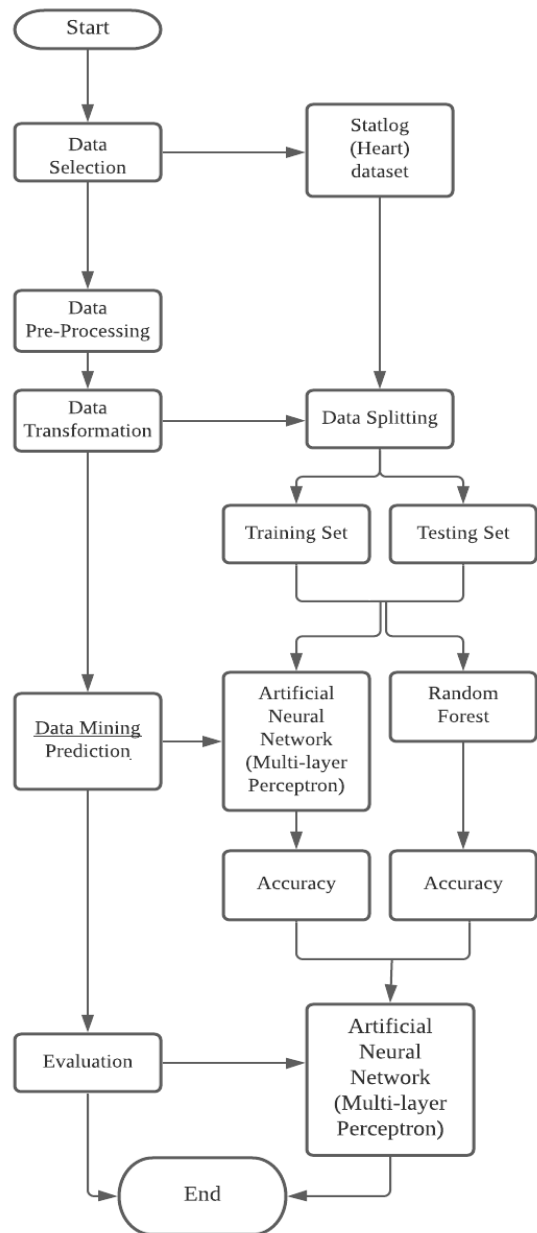 Start
Data
Selection
Statlog
(Heart)
dataset
Data
Pre-Processing
Data
Transformation
Data Splitting
Training Set
Testing Set
Data Mining
Prediction
Artificial
Neural
Network
(Multi-layer
Perceptron)
Random
Forest
Accuracy
Accuracy
Evaluation
Artificial
Neural
Network
(Multi-layer
Perceptron)
End